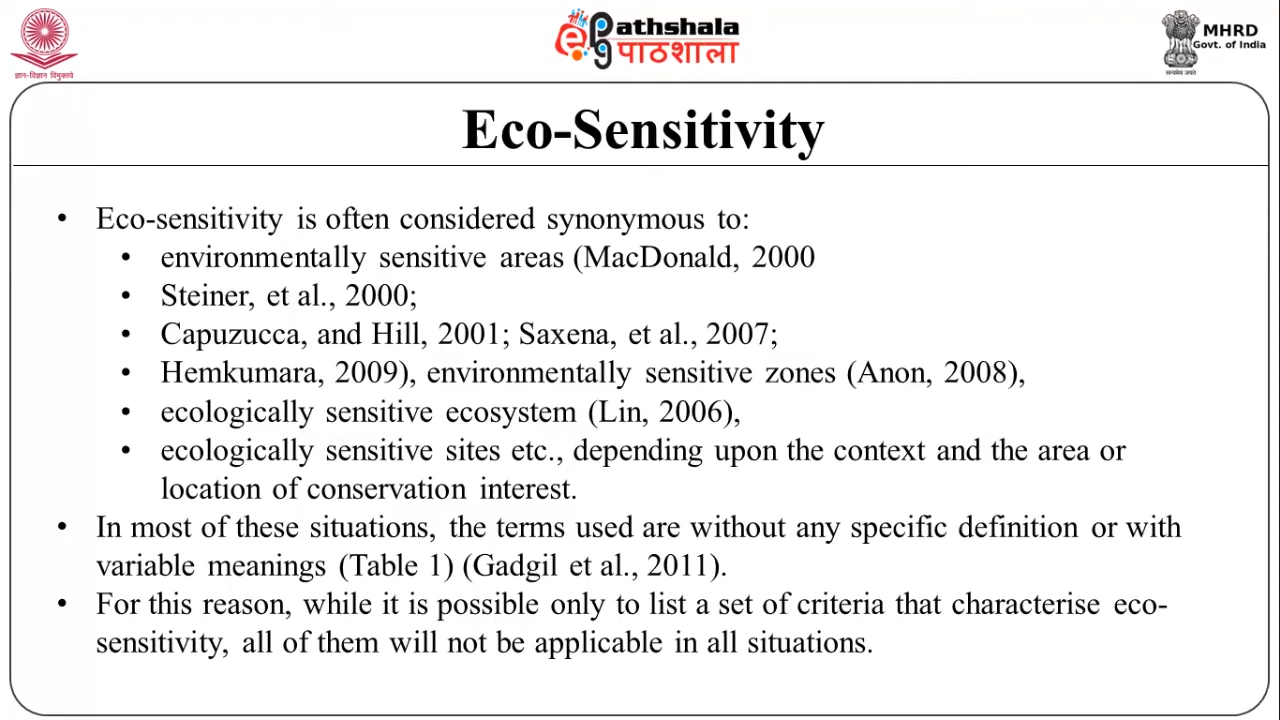 ज्ञान-विज्ञान विमुक्तये
ePathshala
पाठशाला
MHRD
Govt. of India
सत्यमेव जयते
Eco-Sensitivity
• Eco-sensitivity is often considered synonymous to:
• environmentally sensitive areas (MacDonald, 2000
• Steiner, et al., 2000;
• Capuzucca, and Hill, 2001; Saxena, et al., 2007;
• Hemkumara, 2009), environmentally sensitive zones (Anon, 2008),
• ecologically sensitive ecosystem (Lin, 2006),
• ecologically sensitive sites etc., depending upon the context and the area or
location of conservation interest.
• In most of these situations, the terms used are without any specific definition or with
variable meanings (Table 1) (Gadgil et al., 2011).
• For this reason, while it is possible only to list a set of criteria that characterise eco-
sensitivity, all of them will not be applicable in all situations.